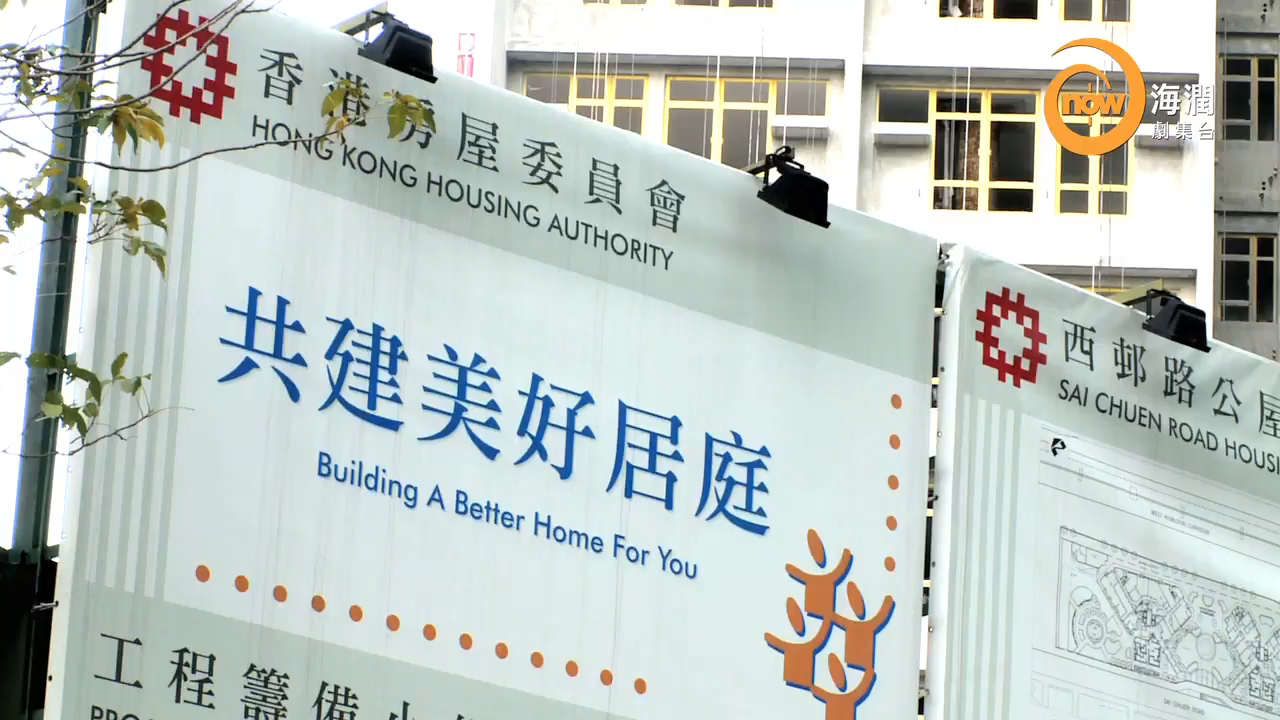 香港房屋委員會
HONG KONG HOUSING AUTHORITY
共建美好居庭
Building A Better Home For You
工程籌備小
西邨路公屋
SAI CHUEN ROAD HOUSI
now
海潤
劇集台